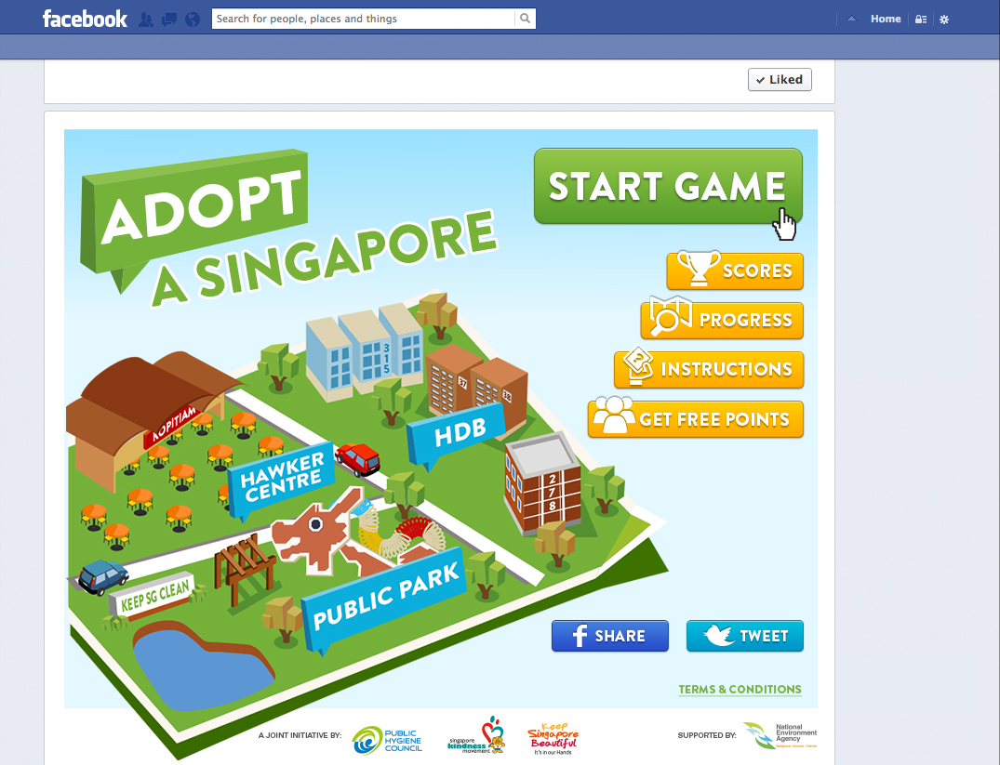 facebook
Search for people, places and things
Home
Liked
ADOPT
A SINGAPORE
START GAME
SCORES
PROGRESS
INSTRUCTIONS
GET FREE POINTS
315
37
38
KOPITIAM
HDB
HAWKER
CENTRE
278
KEEP SG CLEAN
PUBLIC PARK
SHARE
TWEET
TERMS & CONDITIONS
A JOINT INITIATIVE BY:
PUBLIC
HYGIENE
COUNCIL
singapore
kindness
movement
Keep
Singapore
Beautiful
It's in our Hands
SUPPORTED BY:
National
Environment
Agency